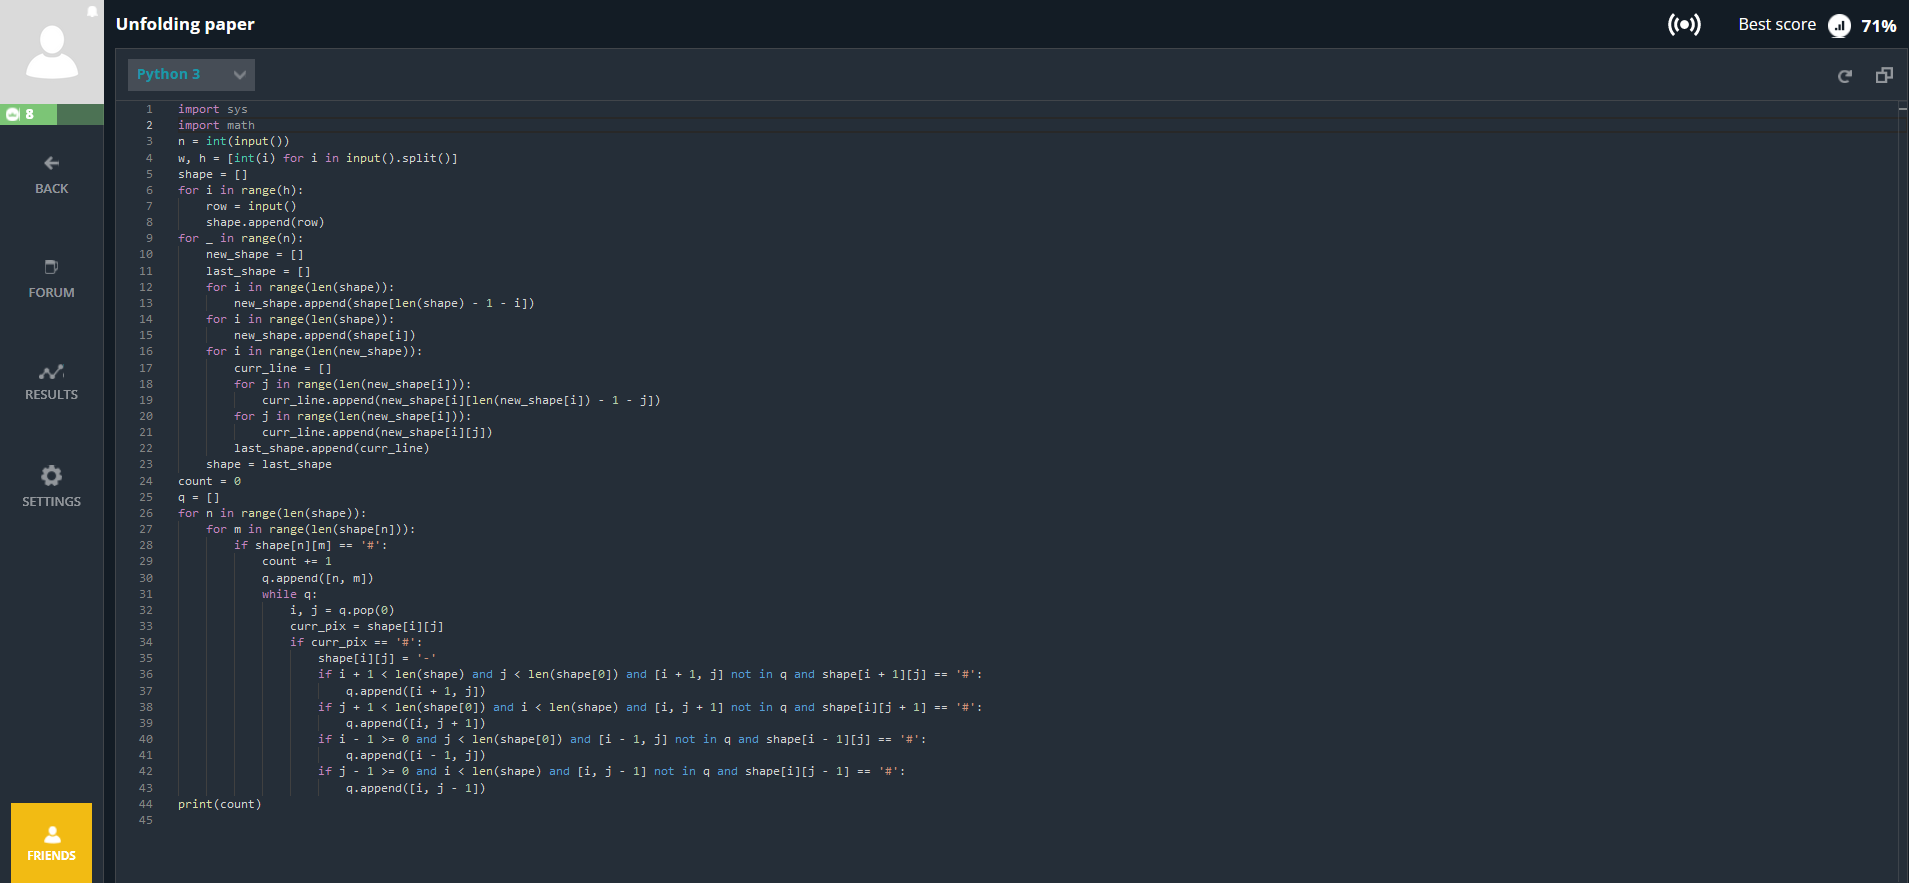 Unfolding paper
Best score 71%
Python 3
8
BACK
FORUM
RESULTS
SETTINGS
FRIENDS
1 import sys
2 import math
3 n = int(input())
4 w, h = [int(i) for i in input().split()]
5 shape = []
6 for i in range(h):
7     row = input()
8     shape.append(row)
9 for _ in range(n):
10     new_shape = []
11     last_shape = []
12     for i in range(len(shape)):
13         new_shape.append(shape[len(shape) - 1 - i])
14     for i in range(len(shape)):
15         new_shape.append(shape[i])
16     for i in range(len(new_shape)):
17         curr_line = []
18         for j in range(len(new_shape[i])):
19             curr_line.append(new_shape[i][len(new_shape[i]) - 1 - j])
20         for j in range(len(new_shape[i])):
21             curr_line.append(new_shape[i][j])
22         last_shape.append(curr_line)
23     shape = last_shape
24 count = 0
25 q = []
26 for n in range(len(shape)):
27     for m in range(len(shape[n])):
28         if shape[n][m] == '#':
29             count += 1
30             q.append([n, m])
31             while q:
32                 i, j = q.pop(0)
33                 curr_pix = shape[i][j]
34                 if curr_pix == '#':
35                     shape[i][j] = '-'
36                     if i + 1 < len(shape) and j < len(shape[0]) and [i + 1, j] not in q and shape[i + 1][j] == '#':
37                         q.append([i + 1, j])
38                     if j + 1 < len(shape[0]) and i < len(shape) and [i, j + 1] not in q and shape[i][j + 1] == '#':
39                         q.append([i, j + 1])
40                     if i - 1 >= 0 and j < len(shape[0]) and [i - 1, j] not in q and shape[i - 1][j] == '#':
41                         q.append([i - 1, j])
42                     if j - 1 >= 0 and i < len(shape) and [i, j - 1] not in q and shape[i][j - 1] == '#':
43                         q.append([i, j - 1])
44 print(count)
45